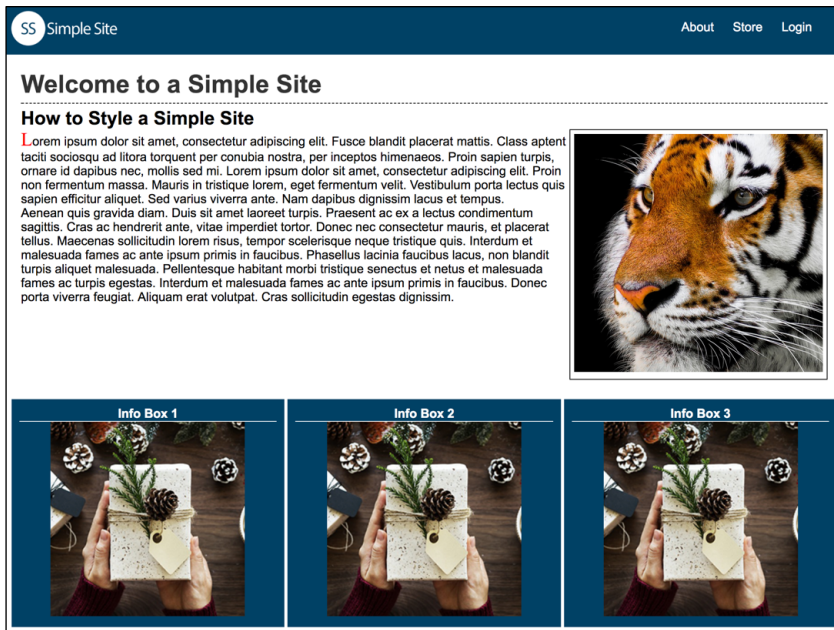 SS Simple Site
About Store Login
Welcome to a Simple Site
How to Style a Simple Site
Lorem ipsum dolor sit amet, consectetur adipiscing elit. Fusce blandit placerat mattis. Class aptent
taciti sociosqu ad litora torquent per conubia nostra, per inceptos himenaeos. Proin sapien turpis,
ornare id dapibus nec, mollis sed mi. Lorem ipsum dolor sit amet, consectetur adipiscing elit. Proin
non fermentum massa. Mauris in tristique lorem, eget fermentum velit. Vestibulum porta lectus quis
sapien efficitur aliquet. Sed varius viverra ante. Nam dapibus dignissim lacus et tempus.
Aenean quis gravida diam. Duis sit amet laoreet turpis. Praesent ac ex a lectus condimentum
sagittis. Cras ac hendrerit ante, vitae imperdiet tortor. Donec nec consectetur mauris, et placerat
tellus. Maecenas sollicitudin lorem risus, tempor scelerisque neque tristique quis. Interdum et
malesuada fames ac ante ipsum primis in faucibus. Phasellus lacinia faucibus lacus, non blandit
turpis aliquet malesuada. Pellentesque habitant morbi tristique senectus et netus et malesuada
fames ac turpis egestas. Interdum et malesuada fames ac ante ipsum primis in faucibus. Donec
porta viverra feugiat. Aliquam erat volutpat. Cras sollicitudin egestas dignissim.
Info Box 1
Info Box 2
Info Box 3